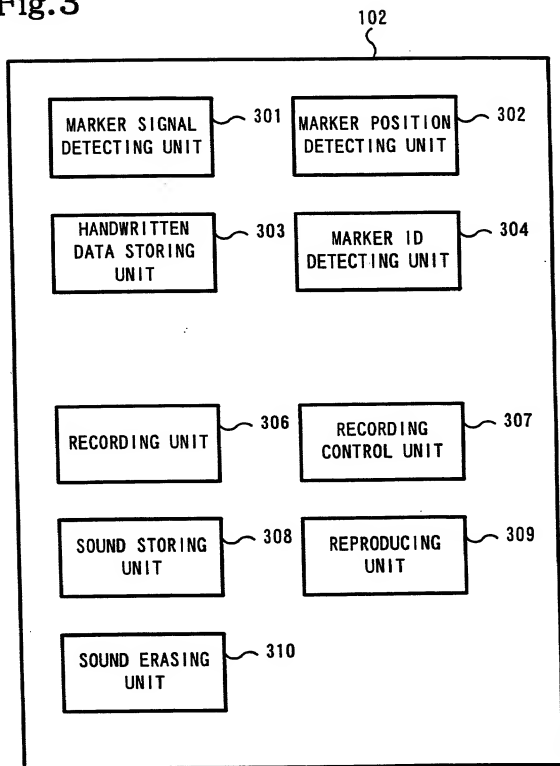 Fig.3
102
MARKER SIGNAL
DETECTING UNIT
301
MARKER POSITION
DETECTING UNIT
302
HANDWRITTEN
DATA STORING
UNIT
303
MARKER ID
DETECTING UNIT
304
RECORDING UNIT
306
RECORDING
CONTROL UNIT
307
SOUND STORING
UNIT
308
REPRODUCING
UNIT
309
SOUND ERASING
UNIT
310